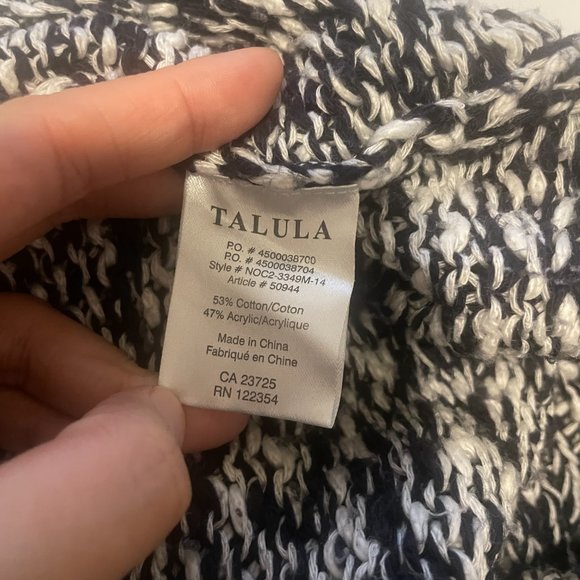 TALULA
P.O. # 4500038700
P.O. # 4500038704
Style # NOC2-3349M-14
Article # 50944
53% Cotton/Coton
47% Acrylic/Acrylique
Made in China
Fabriqué en Chine
CA 23725
RN 122354